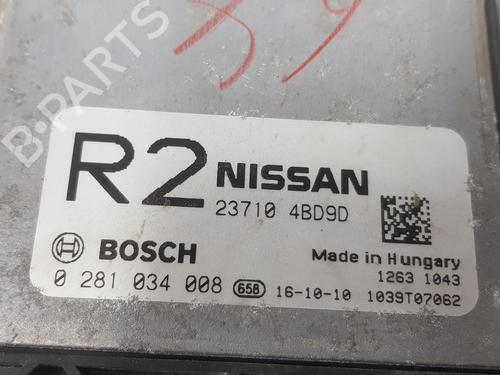 B-PARTS
39
R2 NISSAN
23710 4BD9D
BOSCH
Made in Hungary
1263 1043
0 281 034 008 658 16-10-10 1039T07062